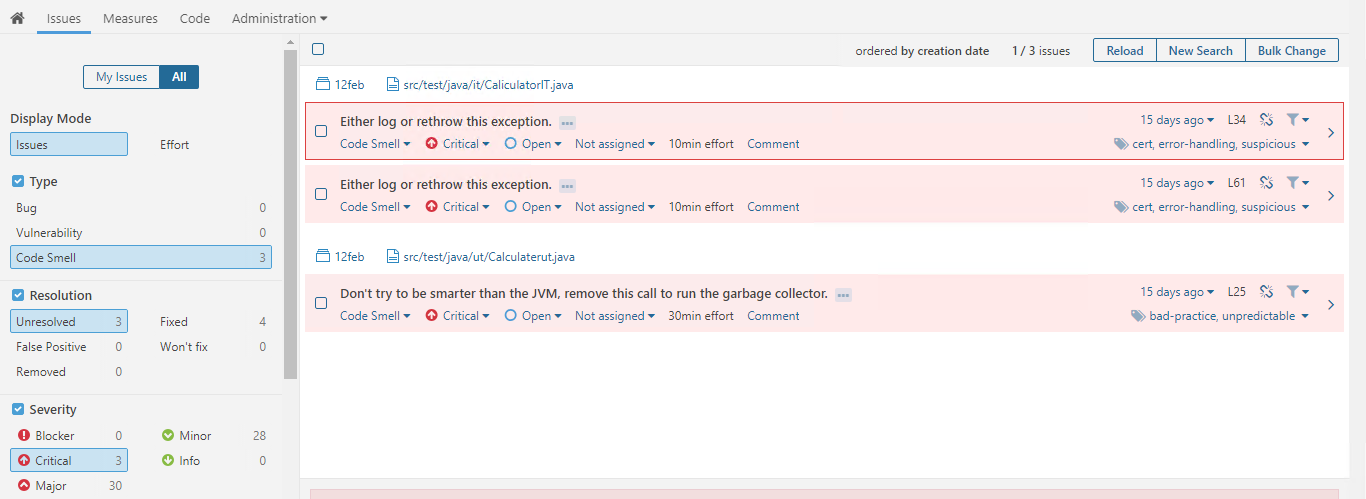 Issues Measures Code Administration
My Issues All
Display Mode
Issues Effort
Type
Bug 0
Vulnerability 0
Code Smell 3
Resolution
Unresolved 3 Fixed 4
False Positive 0 Won't fix 0
Removed 0
Severity
Blocker 0 Minor 28
Critical 3 Info 0
Major 30
ordered by creation date 1 / 3 issues Reload New Search Bulk Change
12feb src/test/java/it/CaliculatorIT.java
Either log or rethrow this exception. 15 days ago L34
Code Smell Critical Open Not assigned 10min effort Comment cert, error-handling, suspicious
Either log or rethrow this exception. 15 days ago L61
Code Smell Critical Open Not assigned 10min effort Comment cert, error-handling, suspicious
12feb src/test/java/ut/Calculaterut.java
Don't try to be smarter than the JVM, remove this call to run the garbage collector. 15 days ago L25
Code Smell Critical Open Not assigned 30min effort Comment bad-practice, unpredictable